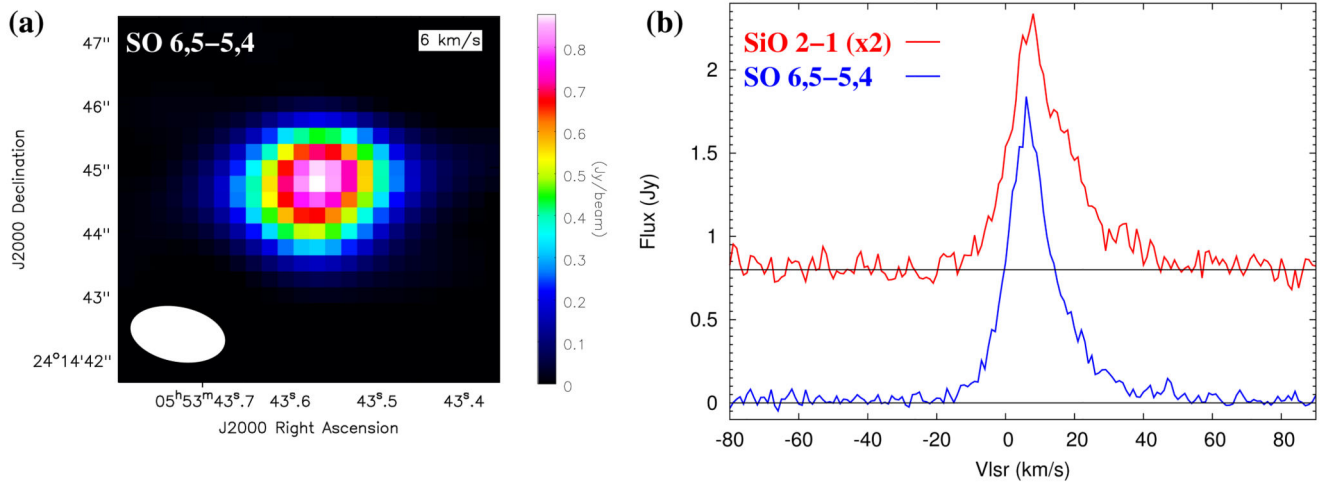 (a)
SO 6,5−5,4
6 km/s
47"
46"
45"
44"
43"
24°14'42"
J2000 Declination
05ʰ53ᵐ43ˢ.7
43ˢ.6
43ˢ.5
43ˢ.4
J2000 Right Ascension
0.8
0.7
0.6
0.5
0.4
0.3
0.2
0.1
0
(Jy/beam)
(b)
SiO 2−1 (x2)
SO 6,5−5,4
2
1.5
1
0.5
0
Flux (Jy)
-80 -60 -40 -20 0 20 40 60 80
Vlsr (km/s)